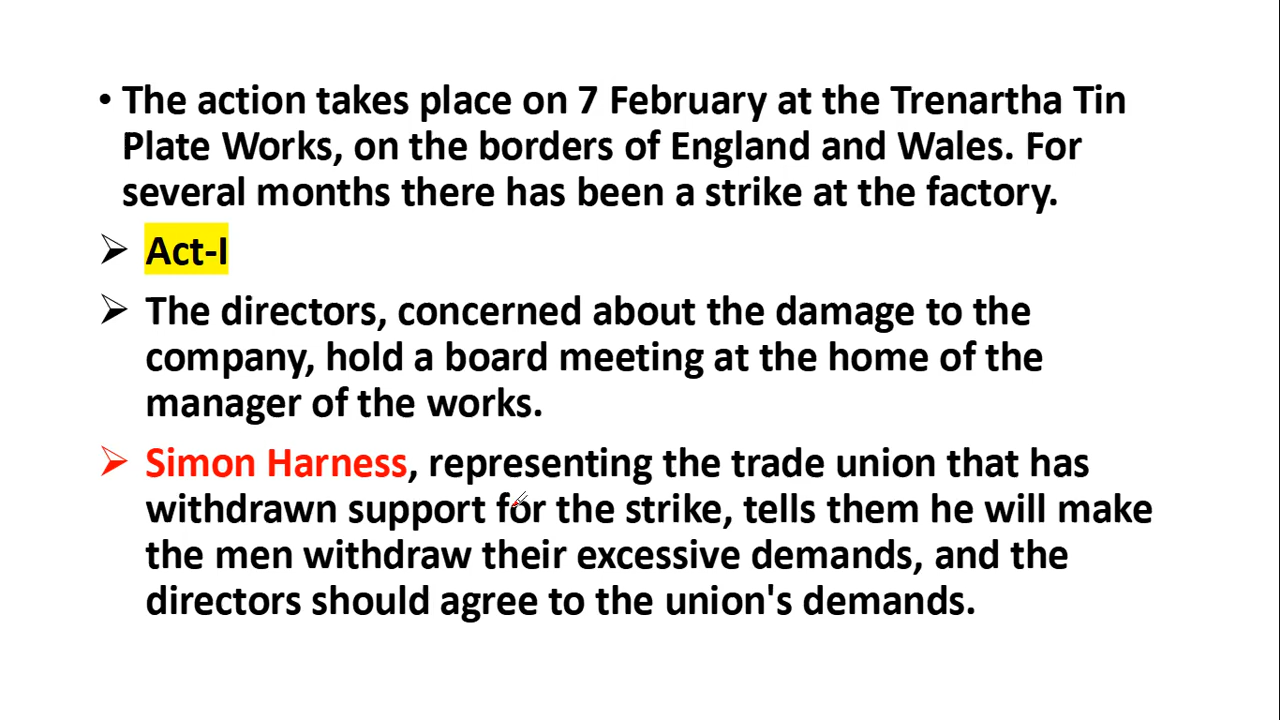 • The action takes place on 7 February at the Trenartha Tin
Plate Works, on the borders of England and Wales. For
several months there has been a strike at the factory.
➢ Act-I
➢ The directors, concerned about the damage to the
company, hold a board meeting at the home of the
manager of the works.
➢ Simon Harness, representing the trade union that has
withdrawn support for the strike, tells them he will make
the men withdraw their excessive demands, and the
directors should agree to the union's demands.